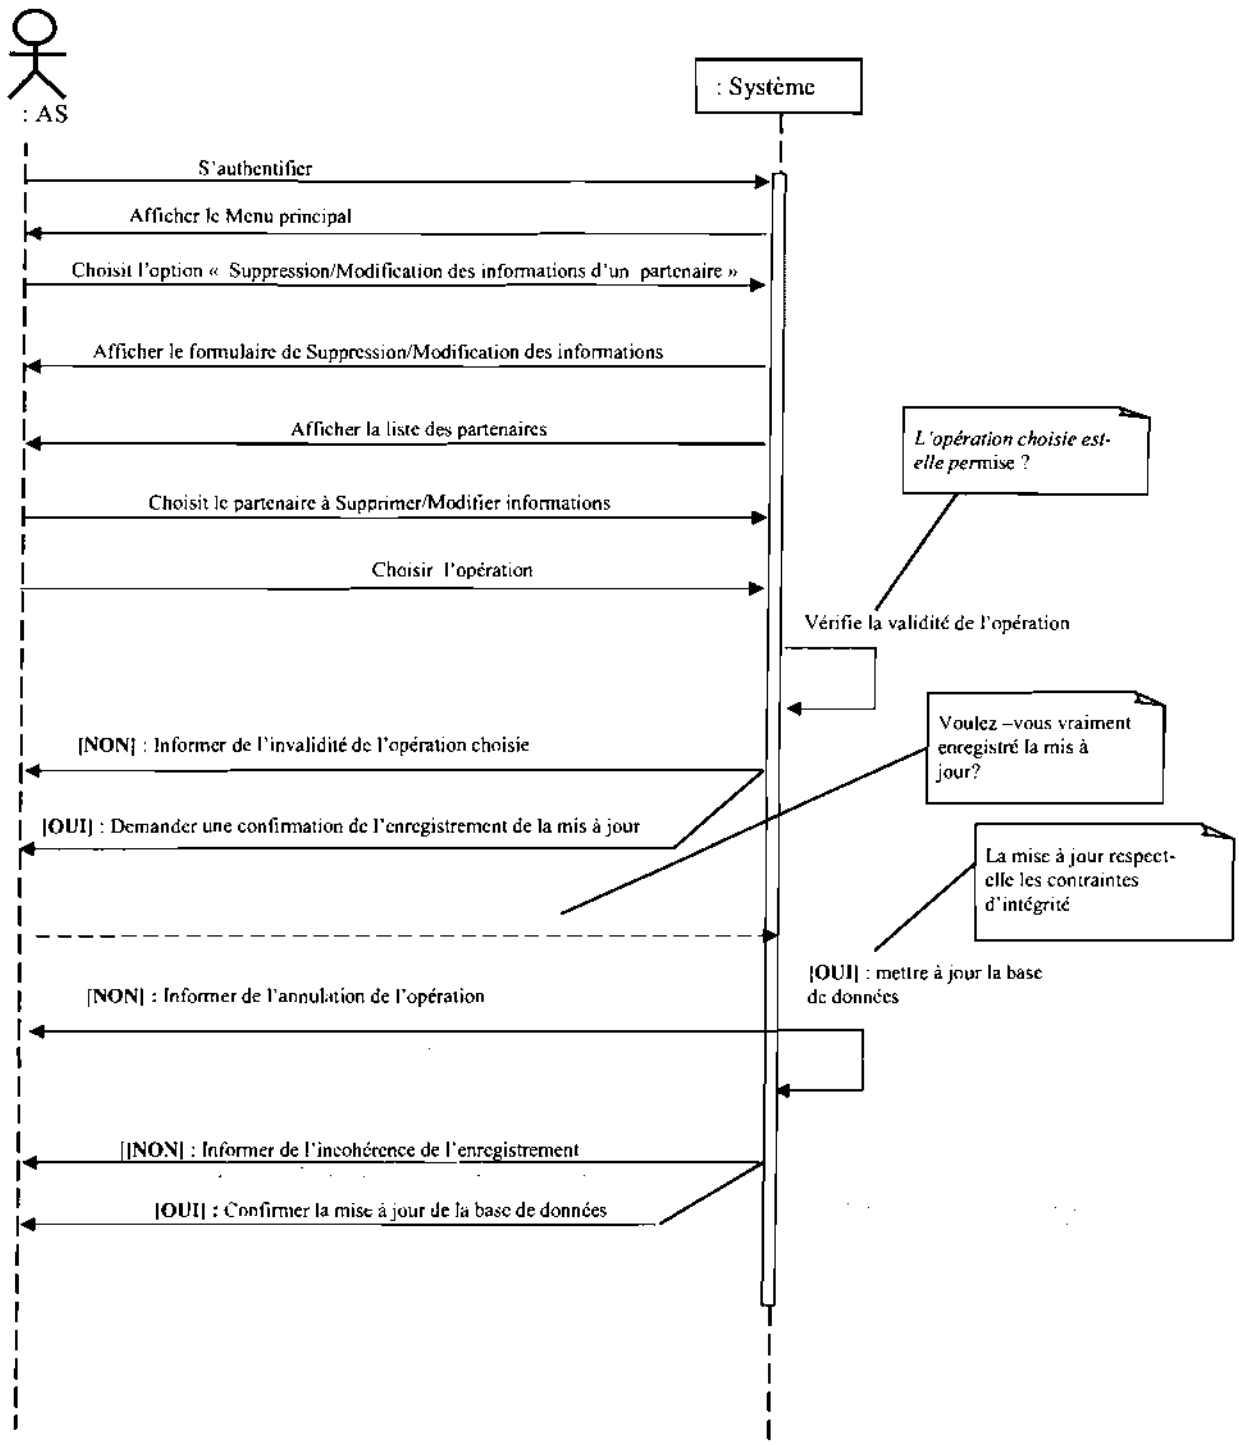 : AS
: Système
S'authentifier
Afficher le Menu principal
Choisit l'option « Suppression/Modification des informations d'un partenaire »
Afficher le formulaire de Suppression/Modification des informations
Afficher la liste des partenaires
L'opération choisie est-
elle permise ?
Choisit le partenaire à Supprimer/Modifier informations
Choisir l'opération
Vérifie la validité de l'opération
Voulez –vous vraiment
enregistré la mis à
jour?
[NON] : Informer de l'invalidité de l'opération choisie
[OUI] : Demander une confirmation de l'enregistrement de la mis à jour
La mise à jour respect-
elle les contraintes
d'intégrité
[OUI] : mettre à jour la base
de données
[NON] : Informer de l'annulation de l'opération
[[NON] : Informer de l'incohérence de l'enregistrement
[OUI] : Confirmer la mise à jour de la base de données